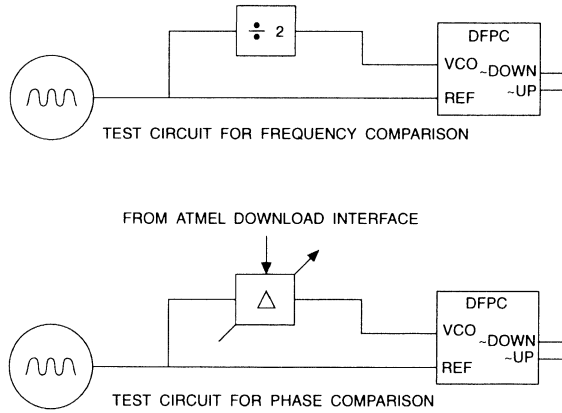 ÷ 2
DFPC
VCO
~DOWN
~UP
REF
TEST CIRCUIT FOR FREQUENCY COMPARISON
FROM ATMEL DOWNLOAD INTERFACE
△
DFPC
VCO
~DOWN
~UP
REF
TEST CIRCUIT FOR PHASE COMPARISON